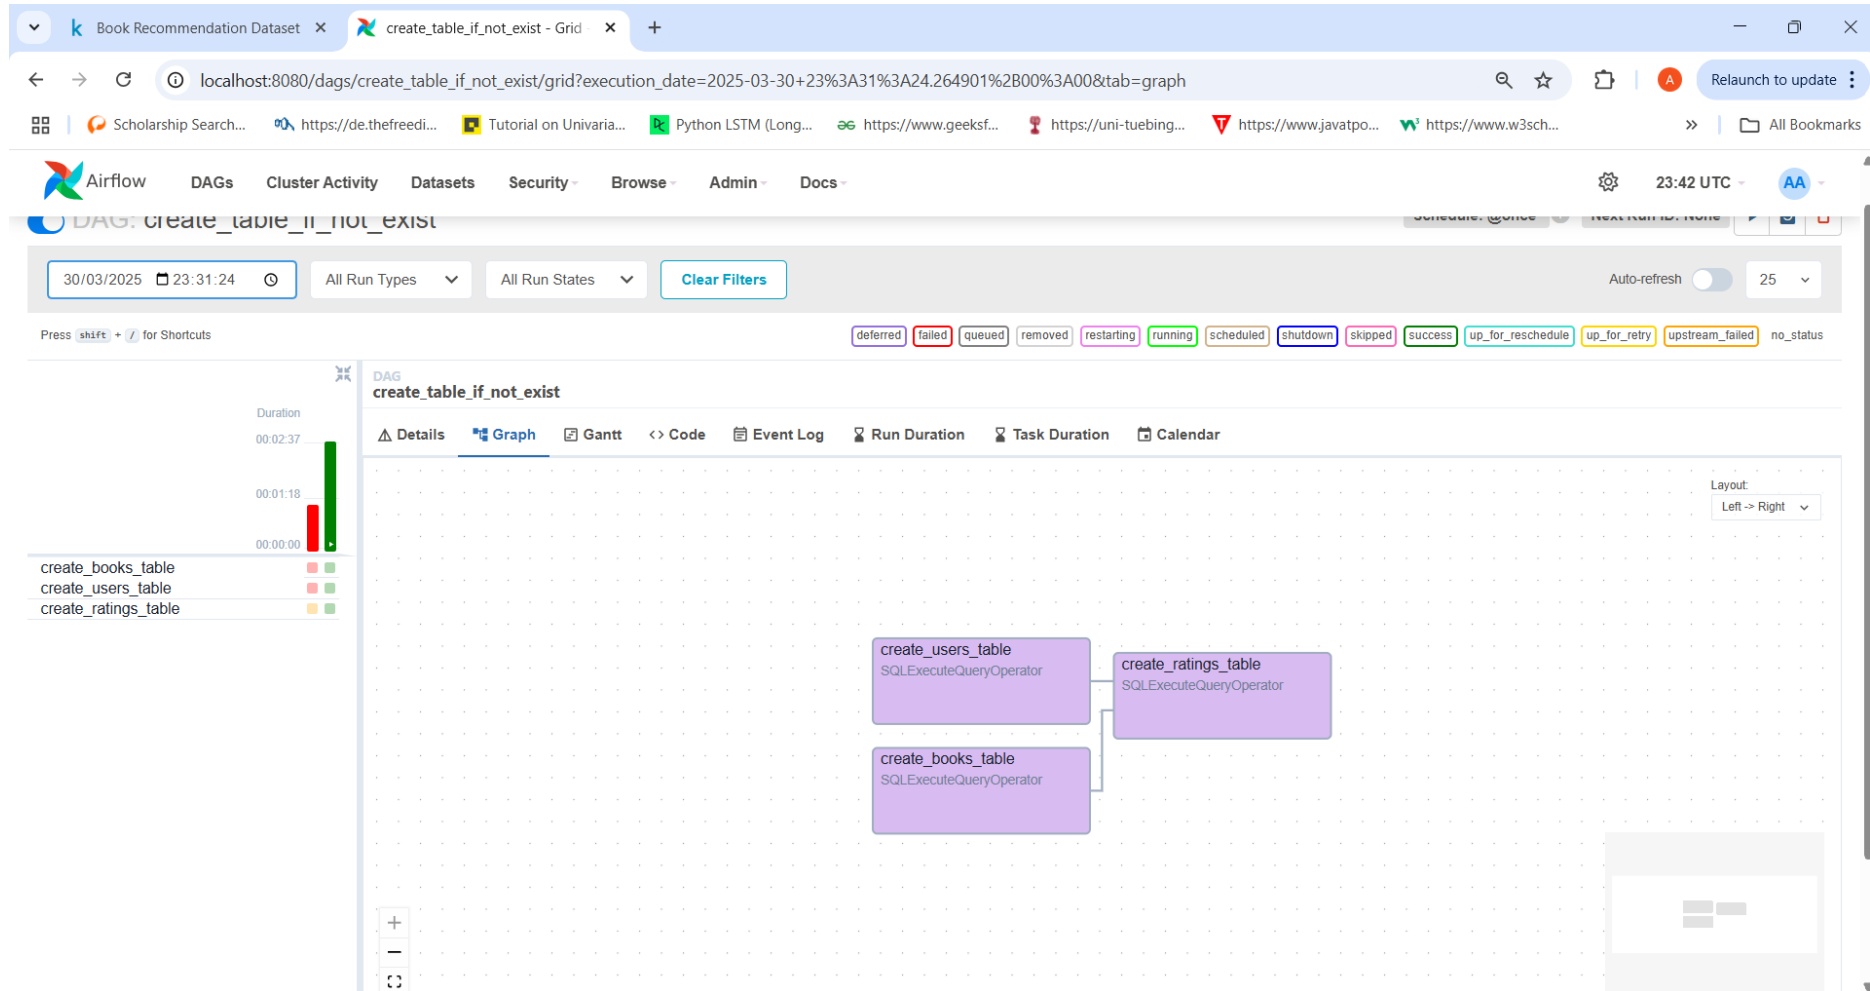 Book Recommendation Dataset
create_table_if_not_exist - Grid
localhost:8080/dags/create_table_if_not_exist/grid?execution_date=2025-03-30+23%3A31%3A24.264901%2B00%3A00&tab=graph
A
Relaunch to update
Scholarship Search...
https://de.thefreedi...
Tutorial on Univaria...
Python LSTM (Long...
https://www.geeksf...
https://uni-tuebing...
https://www.javatpo...
https://www.w3sch...
All Bookmarks
Airflow
DAGs
Cluster Activity
Datasets
Security
Browse
Admin
Docs
23:42 UTC
AA
DAG: create_table_if_not_exist
Schedule: @once
Next Run ID: None
30/03/2025 23:31:24
All Run Types
All Run States
Clear Filters
Auto-refresh
25
Press shift + / for Shortcuts
deferred
failed
queued
removed
restarting
running
scheduled
shutdown
skipped
success
up_for_reschedule
up_for_retry
upstream_failed
no_status
Duration
00:02:37
00:01:18
00:00:00
create_books_table
create_users_table
create_ratings_table
DAG
create_table_if_not_exist
Details
Graph
Gantt
Code
Event Log
Run Duration
Task Duration
Calendar
Layout:
Left -> Right
create_users_table
SQLExecuteQueryOperator
create_ratings_table
SQLExecuteQueryOperator
create_books_table
SQLExecuteQueryOperator